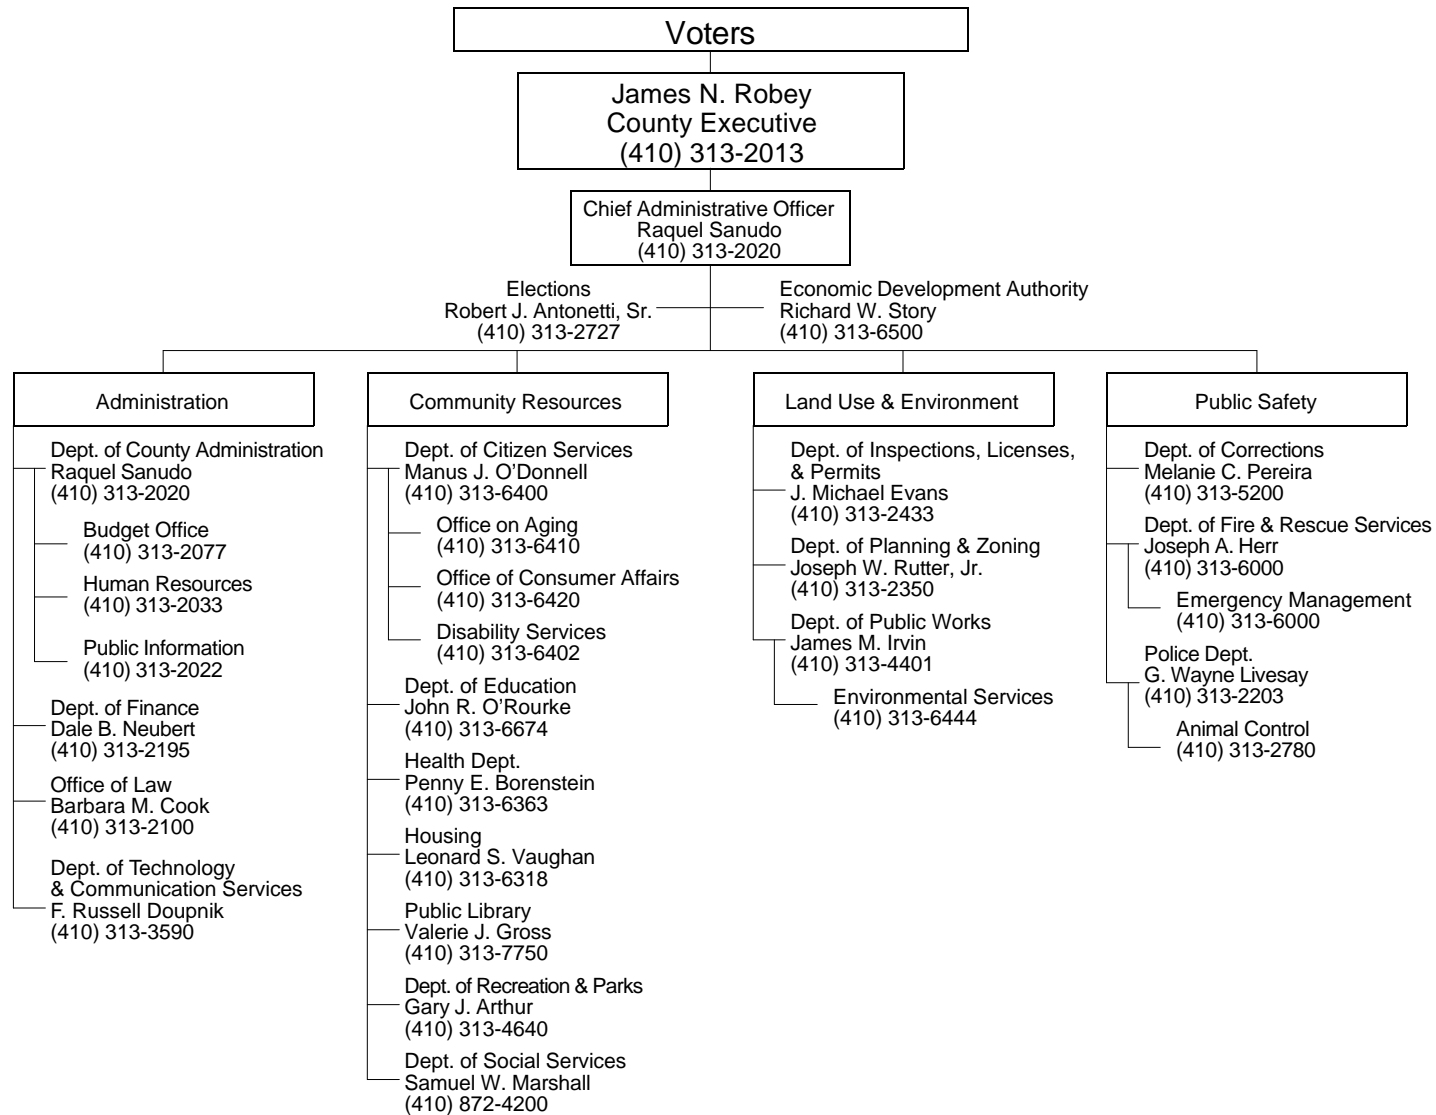 Voters
James N. Robey
County Executive
(410) 313-2013
Chief Administrative Officer
Raquel Sanudo
(410) 313-2020
Elections
Robert J. Antonetti, Sr.
(410) 313-2727
Economic Development Authority
Richard W. Story
(410) 313-6500
Administration
Dept. of County Administration
Raquel Sanudo
(410) 313-2020
Budget Office
(410) 313-2077
Human Resources
(410) 313-2033
Public Information
(410) 313-2022
Dept. of Finance
Dale B. Neubert
(410) 313-2195
Office of Law
Barbara M. Cook
(410) 313-2100
Dept. of Technology
& Communication Services
F. Russell Doupnik
(410) 313-3590
Community Resources
Dept. of Citizen Services
Manus J. O'Donnell
(410) 313-6400
Office on Aging
(410) 313-6410
Office of Consumer Affairs
(410) 313-6420
Disability Services
(410) 313-6402
Dept. of Education
John R. O'Rourke
(410) 313-6674
Health Dept.
Penny E. Borenstein
(410) 313-6363
Housing
Leonard S. Vaughan
(410) 313-6318
Public Library
Valerie J. Gross
(410) 313-7750
Dept. of Recreation & Parks
Gary J. Arthur
(410) 313-4640
Dept. of Social Services
Samuel W. Marshall
(410) 872-4200
Land Use & Environment
Dept. of Inspections, Licenses,
& Permits
J. Michael Evans
(410) 313-2433
Dept. of Planning & Zoning
Joseph W. Rutter, Jr.
(410) 313-2350
Dept. of Public Works
James M. Irvin
(410) 313-4401
Environmental Services
(410) 313-6444
Public Safety
Dept. of Corrections
Melanie C. Pereira
(410) 313-5200
Dept. of Fire & Rescue Services
Joseph A. Herr
(410) 313-6000
Emergency Management
(410) 313-6000
Police Dept.
G. Wayne Livesay
(410) 313-2203
Animal Control
(410) 313-2780